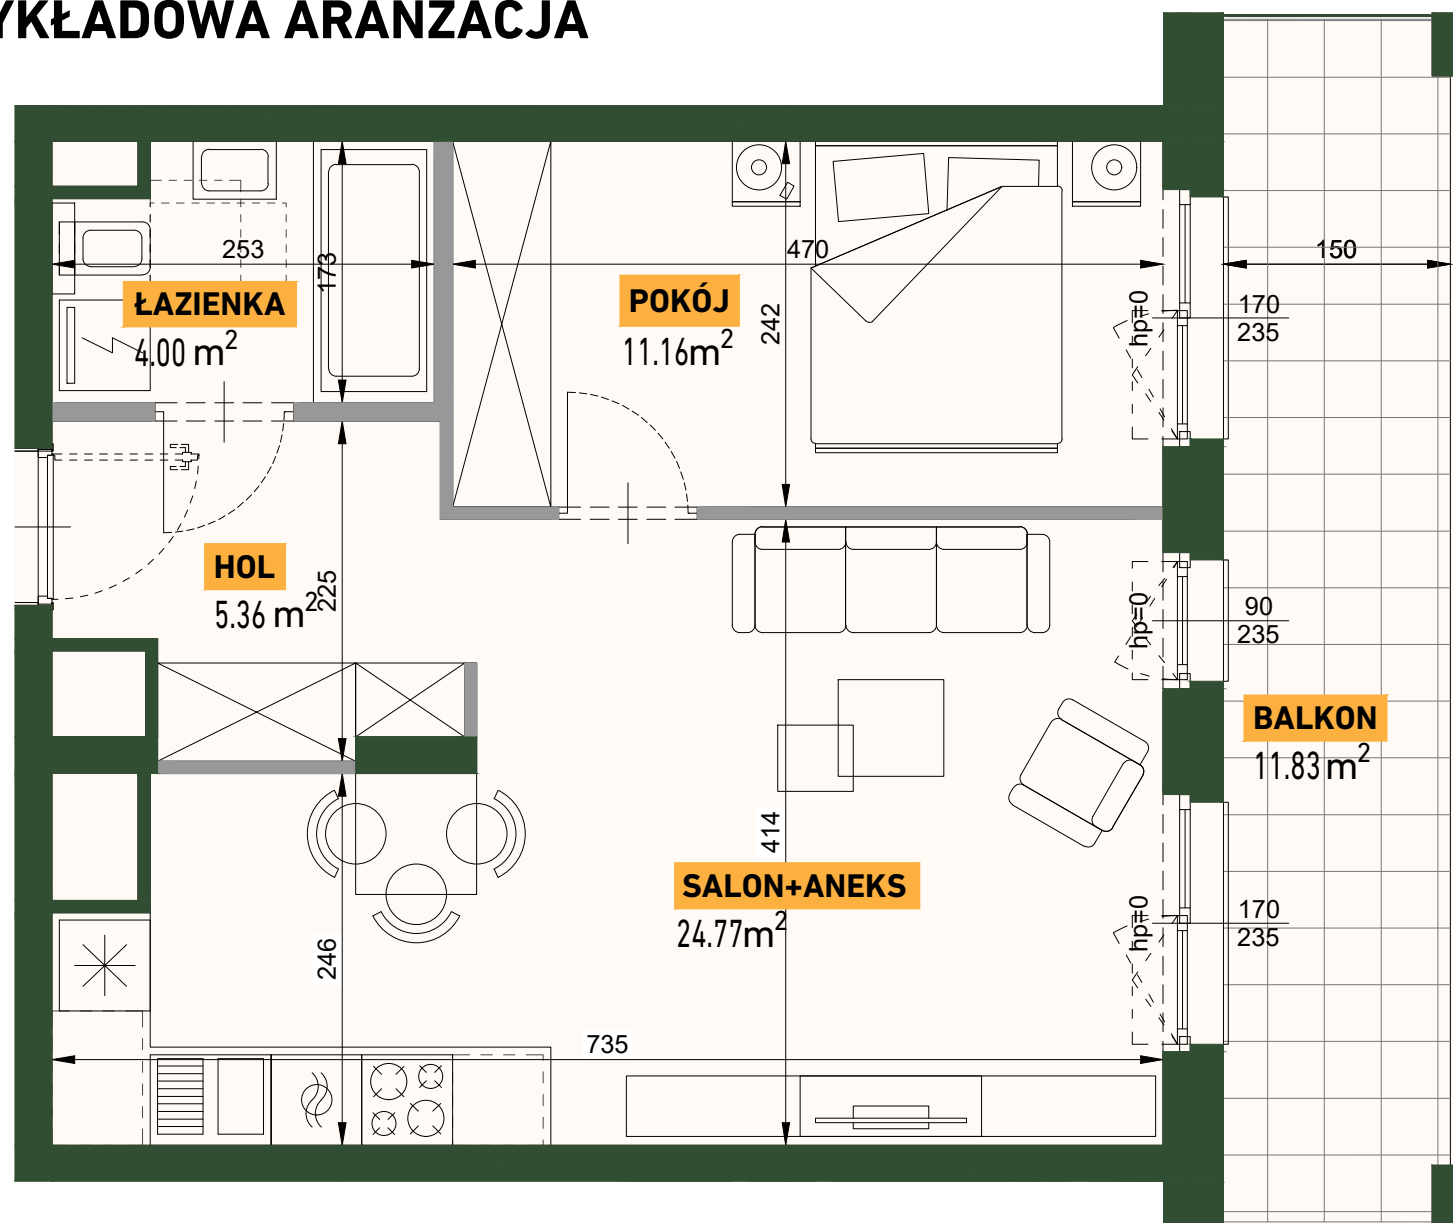 YKŁADOWA ARANZACJA
253
173
ŁAZIENKA
4.00 m²
470
242
POKÓJ
11.16m²
150
hp=0
170
235
HOL
5.36 m²
225
hp=0
90
235
BALKON
11.83 m²
414
SALON+ANEKS
24.77m²
246
hp=0
170
235
735